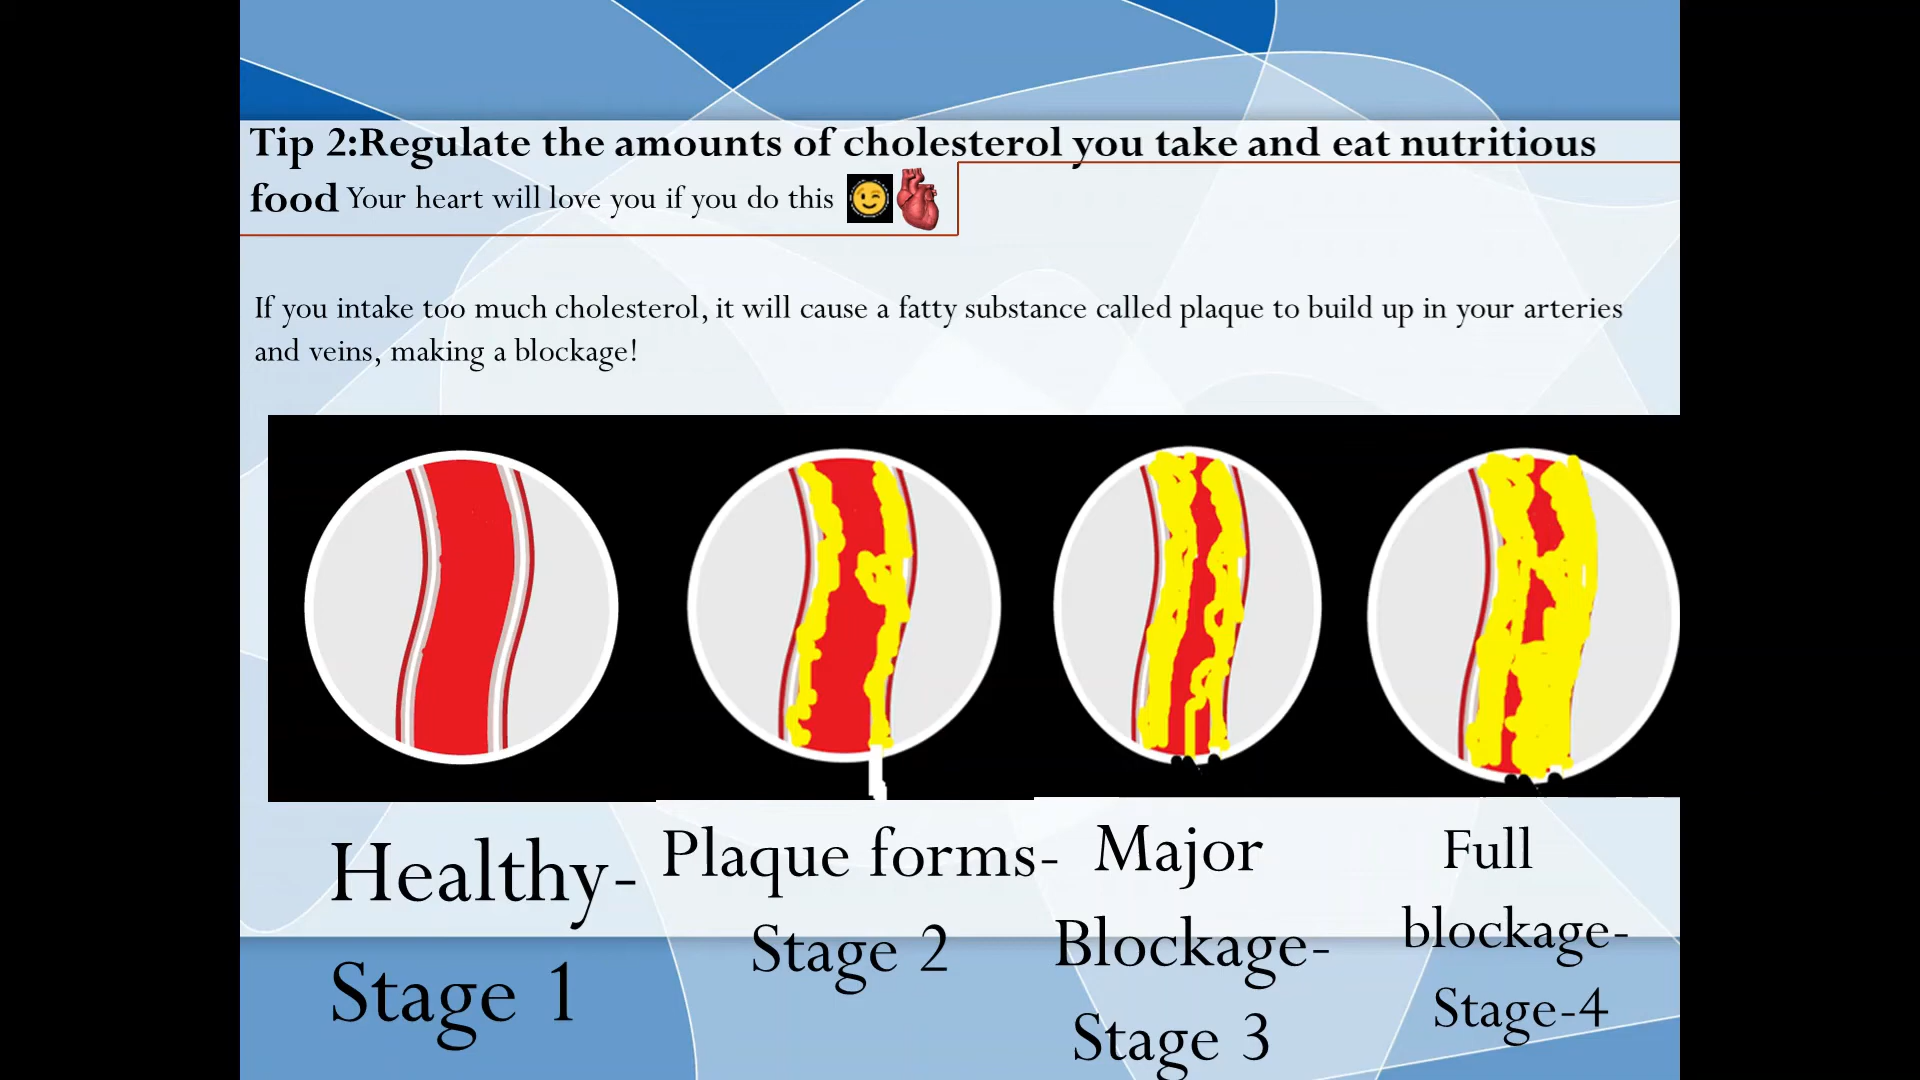 Tip 2:Regulate the amounts of cholesterol you take and eat nutritious
food Your heart will love you if you do this
If you intake too much cholesterol, it will cause a fatty substance called plaque to build up in your arteries
and veins, making a blockage!
Healthy-
Stage 1
Plaque forms-
Stage 2
Major
Blockage-
Stage 3
Full
blockage-
Stage-4